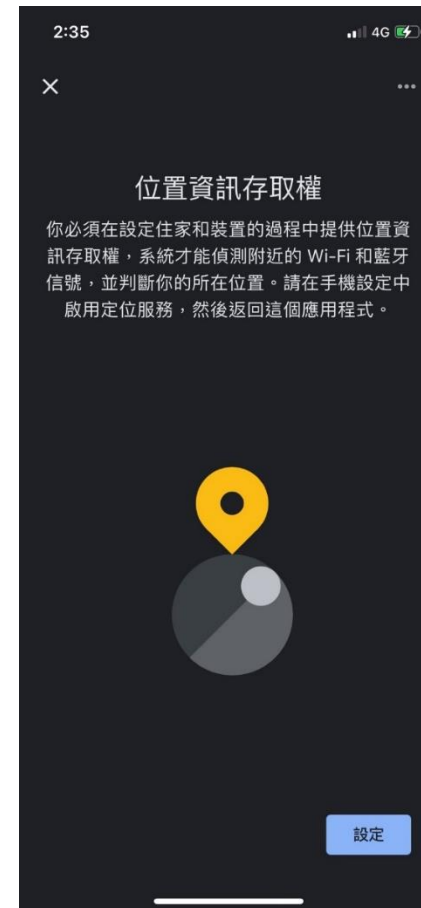 2:35
4G
位置資訊存取權
你必須在設定住家和裝置的過程中提供位置資
訊存取權，系統才能偵測附近的 Wi-Fi 和藍牙
信號，並判斷你的所在位置。請在手機設定中
啟用定位服務，然後返回這個應用程式。
設定